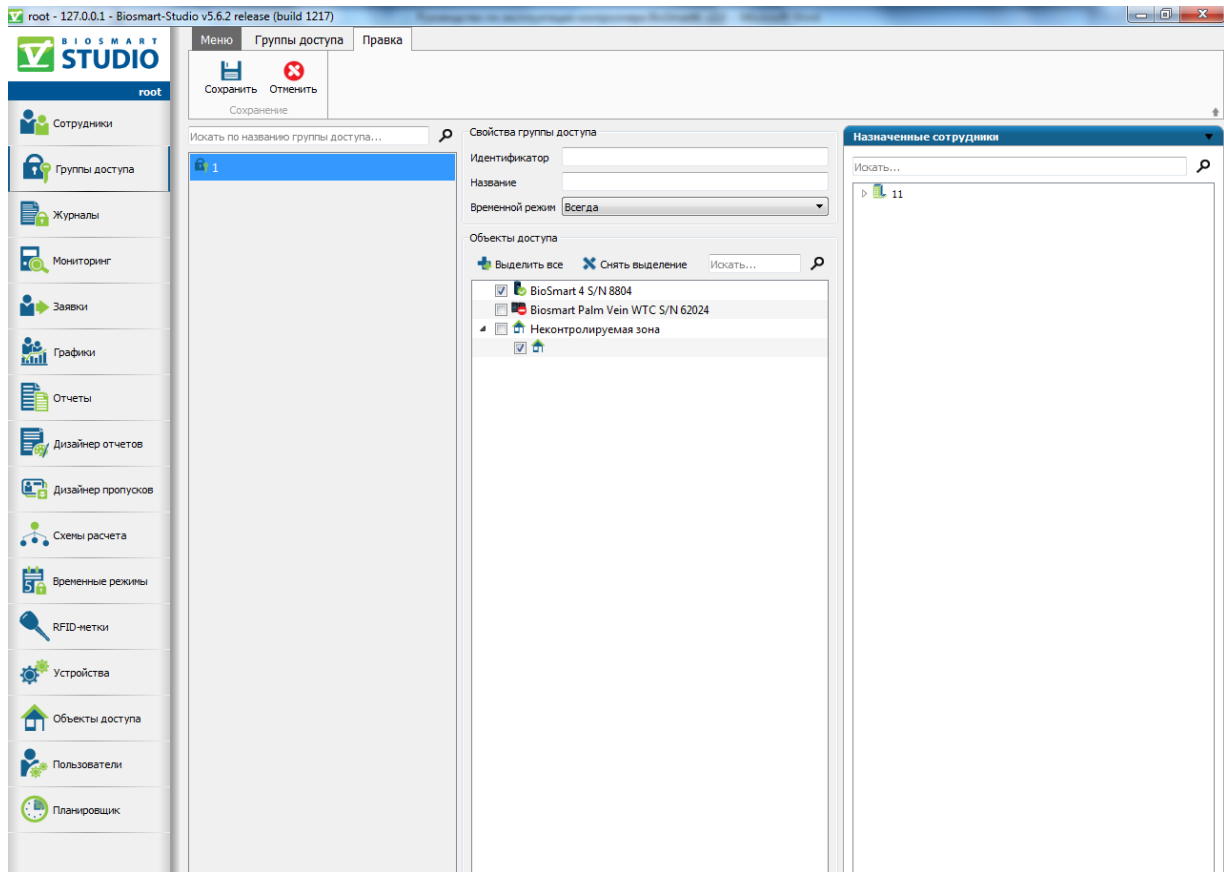 root - 127.0.0.1 - Biosmart-Studio v5.6.2 release (build 1217)
BIOSMART
STUDIO
root
Меню Группы доступа Правка
Сохранить Отменить
Сохранение
Сотрудники
Группы доступа
Журналы
Мониторинг
Заявки
Графики
Отчеты
Дизайнер отчетов
Дизайнер пропусков
Схемы расчета
Временные режимы
RFID-метки
Устройства
Объекты доступа
Пользователи
Планировщик
Искать по названию группы доступа...
1
Свойства группы доступа
Идентификатор
Название
Временной режим Всегда
Объекты доступа
Выделить все Снять выделение Искать...
BioSmart 4 S/N 8804
Biosmart Palm Vein WTC S/N 62024
Неконтролируемая зона
Назначенные сотрудники
Искать...
11